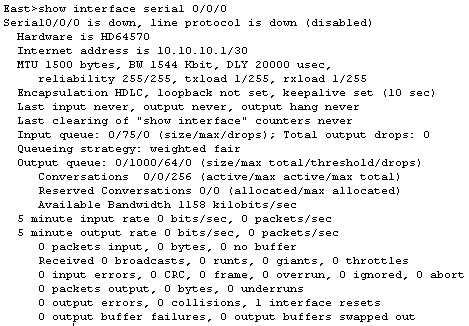 East>show interface serial 0/0/0
Serial0/0/0 is down, line protocol is down (disabled)
Hardware is HD64570
Internet address is 10.10.10.1/30
MTU 1500 bytes, BW 1544 Kbit, DLY 20000 usec,
reliability 255/255, txload 1/255, rxload 1/255
Encapsulation HDLC, loopback not set, keepalive set (10 sec)
Last input never, output never, output hang never
Last clearing of "show interface" counters never
Input queue: 0/75/0 (size/max/drops); Total output drops: 0
Queueing strategy: weighted fair
Output queue: 0/1000/64/0 (size/max total/threshold/drops)
Conversations 0/0/256 (active/max active/max total)
Reserved Conversations 0/0 (allocated/max allocated)
Available Bandwidth 1158 kilobits/sec
5 minute input rate 0 bits/sec, 0 packets/sec
5 minute output rate 0 bits/sec, 0 packets/sec
0 packets input, 0 bytes, 0 no buffer
Received 0 broadcasts, 0 runts, 0 giants, 0 throttles
0 input errors, 0 CRC, 0 frame, 0 overrun, 0 ignored, 0 abort
0 packets output, 0 bytes, 0 underruns
0 output errors, 0 collisions, 1 interface resets
0 output buffer failures, 0 output buffers swapped out